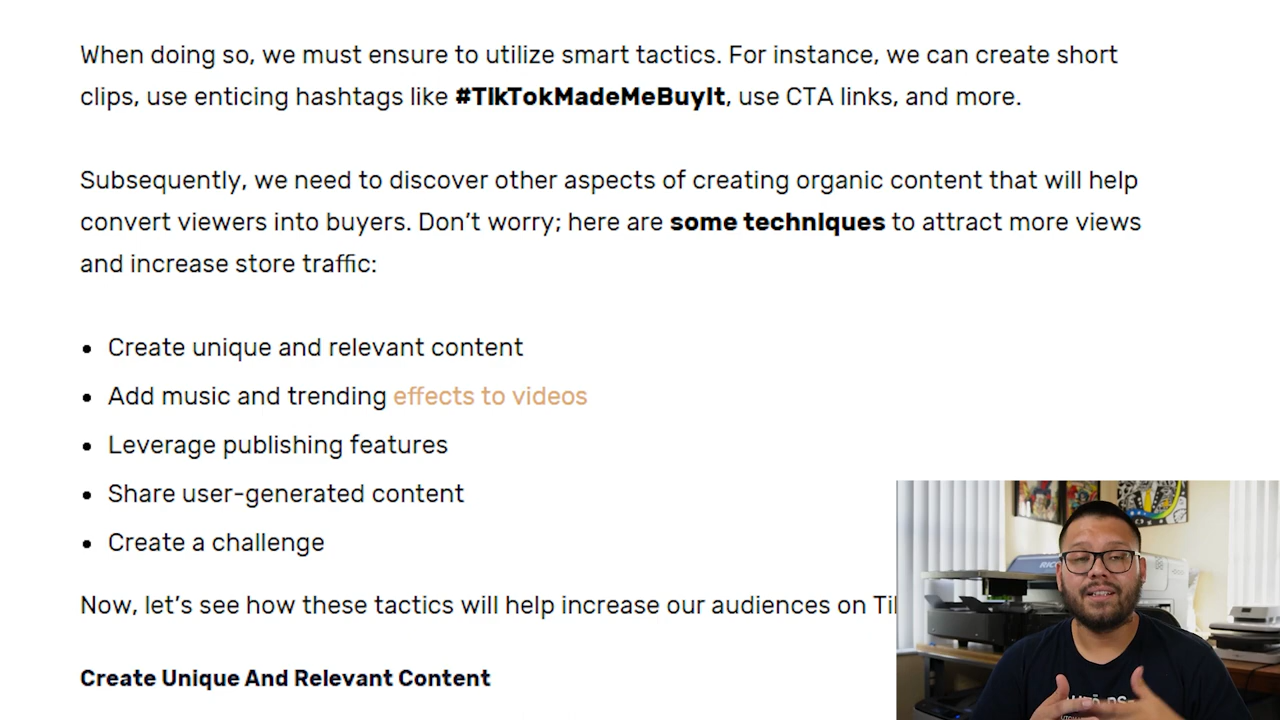 When doing so, we must ensure to utilize smart tactics. For instance, we can create short
clips, use enticing hashtags like #TikTokMadeMeBuyIt, use CTA links, and more.
Subsequently, we need to discover other aspects of creating organic content that will help
convert viewers into buyers. Don't worry; here are some techniques to attract more views
and increase store traffic:
• Create unique and relevant content
• Add music and trending effects to videos
• Leverage publishing features
• Share user-generated content
• Create a challenge
Now, let's see how these tactics will help increase our audiences on
Create Unique And Relevant Content
RICOH